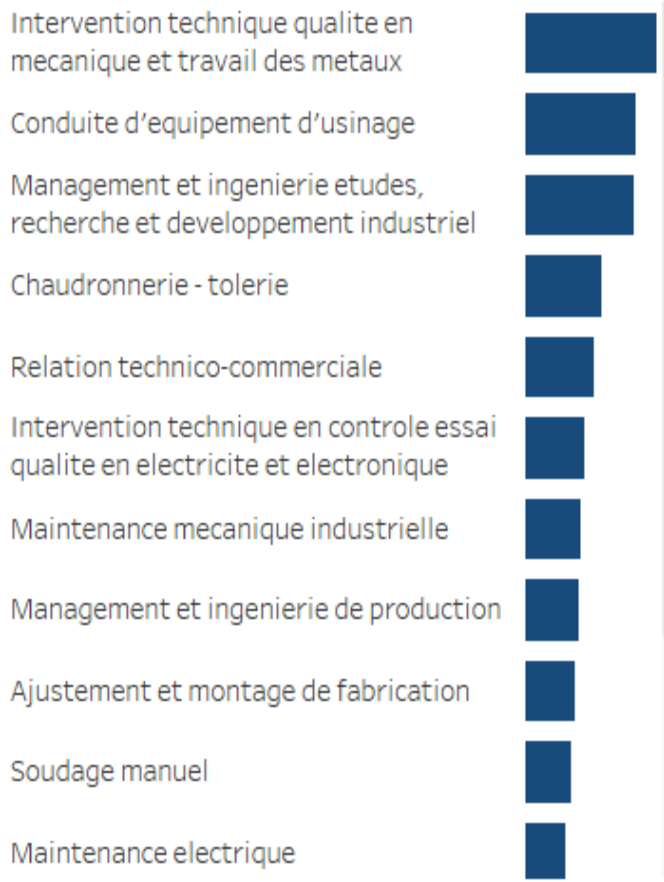 Intervention technique qualite en
mecanique et travail des metaux
Conduite d'equipement d'usinage
Management et ingenierie etudes,
recherche et developpement industriel
Chaudronnerie - tolerie
Relation technico-commerciale
Intervention technique en controle essai
qualite en electricite et electronique
Maintenance mecanique industrielle
Management et ingenierie de production
Ajustement et montage de fabrication
Soudage manuel
Maintenance electrique